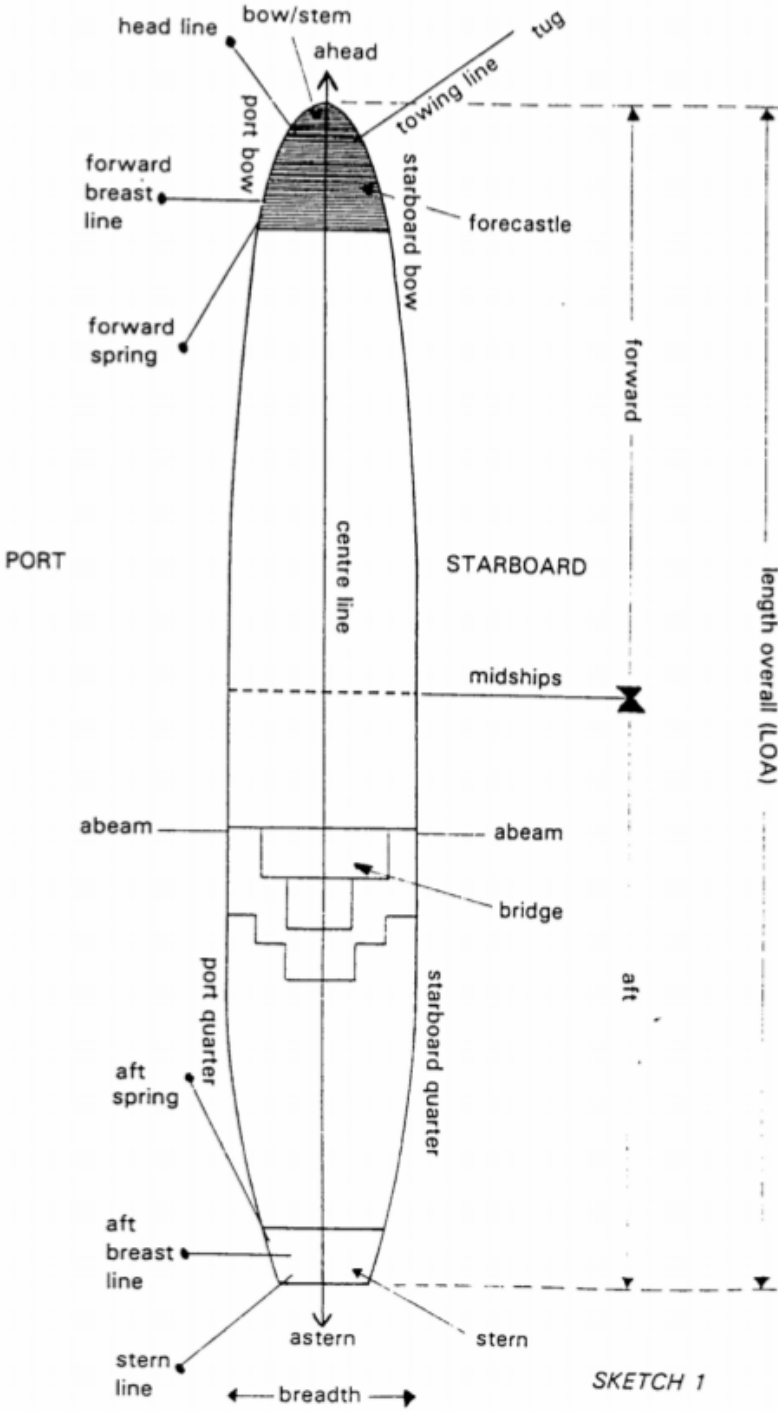 bow/stem
head line
tug
ahead
towing line
port bow
forward
breast
line
starboard bow
forecastle
forward
spring
forward
centre line
PORT
STARBOARD
length overall (LOA)
midships
abeam
abeam
bridge
port quarter
starboard quarter
aft
aft
spring
aft
breast
line
astern
stern
stern
line
breadth
SKETCH 1